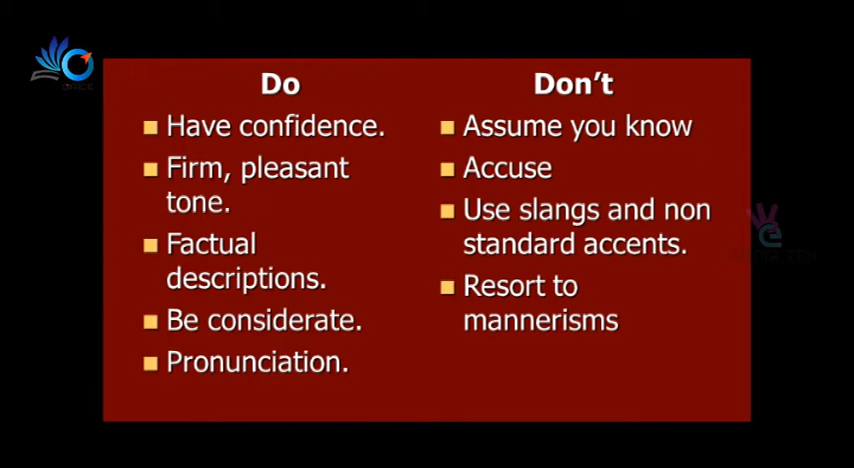 Do
Have confidence.
Firm, pleasant
tone.
Factual
descriptions.
Be considerate.
Pronunciation.
Don't
Assume you know
Accuse
Use slangs and non
standard accents.
Resort to
mannerisms